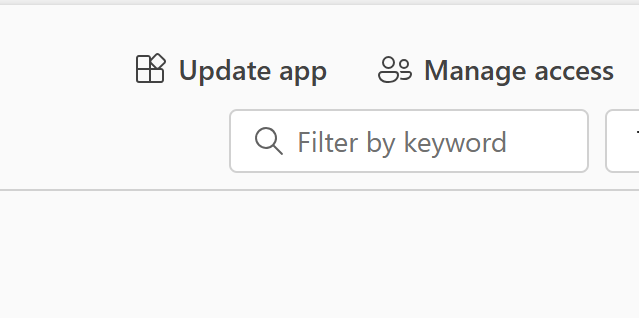 Update app Manage access
Filter by keyword